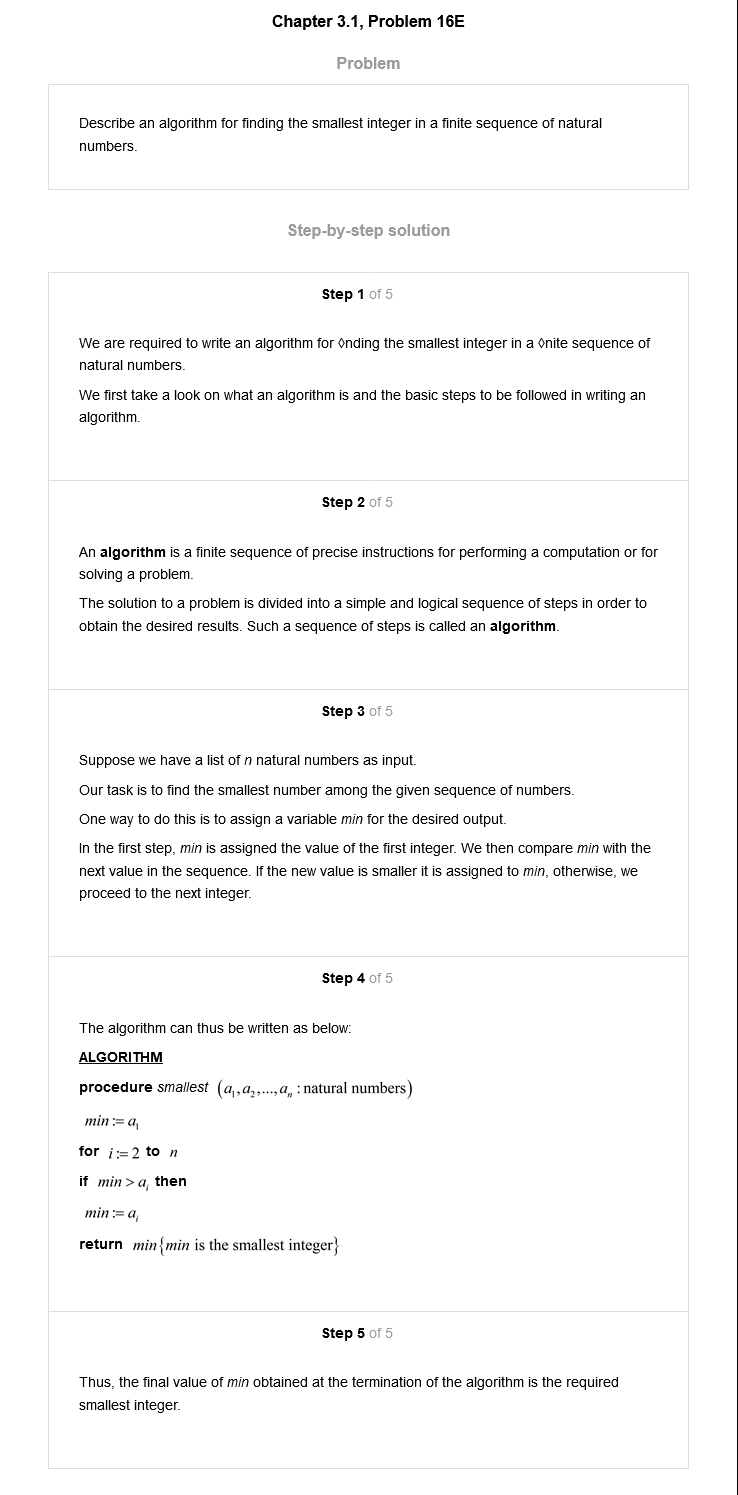 Chapter 3.1, Problem 16E
Problem
Describe an algorithm for finding the smallest integer in a finite sequence of natural
numbers.
Step-by-step solution
Step 1 of 5
We are required to write an algorithm for ◊nding the smallest integer in a ◊nite sequence of
natural numbers.
We first take a look on what an algorithm is and the basic steps to be followed in writing an
algorithm.
Step 2 of 5
An algorithm is a finite sequence of precise instructions for performing a computation or for
solving a problem.
The solution to a problem is divided into a simple and logical sequence of steps in order to
obtain the desired results. Such a sequence of steps is called an algorithm.
Step 3 of 5
Suppose we have a list of n natural numbers as input.
Our task is to find the smallest number among the given sequence of numbers.
One way to do this is to assign a variable min for the desired output.
In the first step, min is assigned the value of the first integer. We then compare min with the
next value in the sequence. If the new value is smaller it is assigned to min, otherwise, we
proceed to the next integer.
Step 4 of 5
The algorithm can thus be written as below:
ALGORITHM
procedure smallest (a₁,a₂,...,aₙ : natural numbers)
min := a₁
for i := 2 to n
if min > aᵢ then
min := aᵢ
return min{min is the smallest integer}
Step 5 of 5
Thus, the final value of min obtained at the termination of the algorithm is the required
smallest integer.